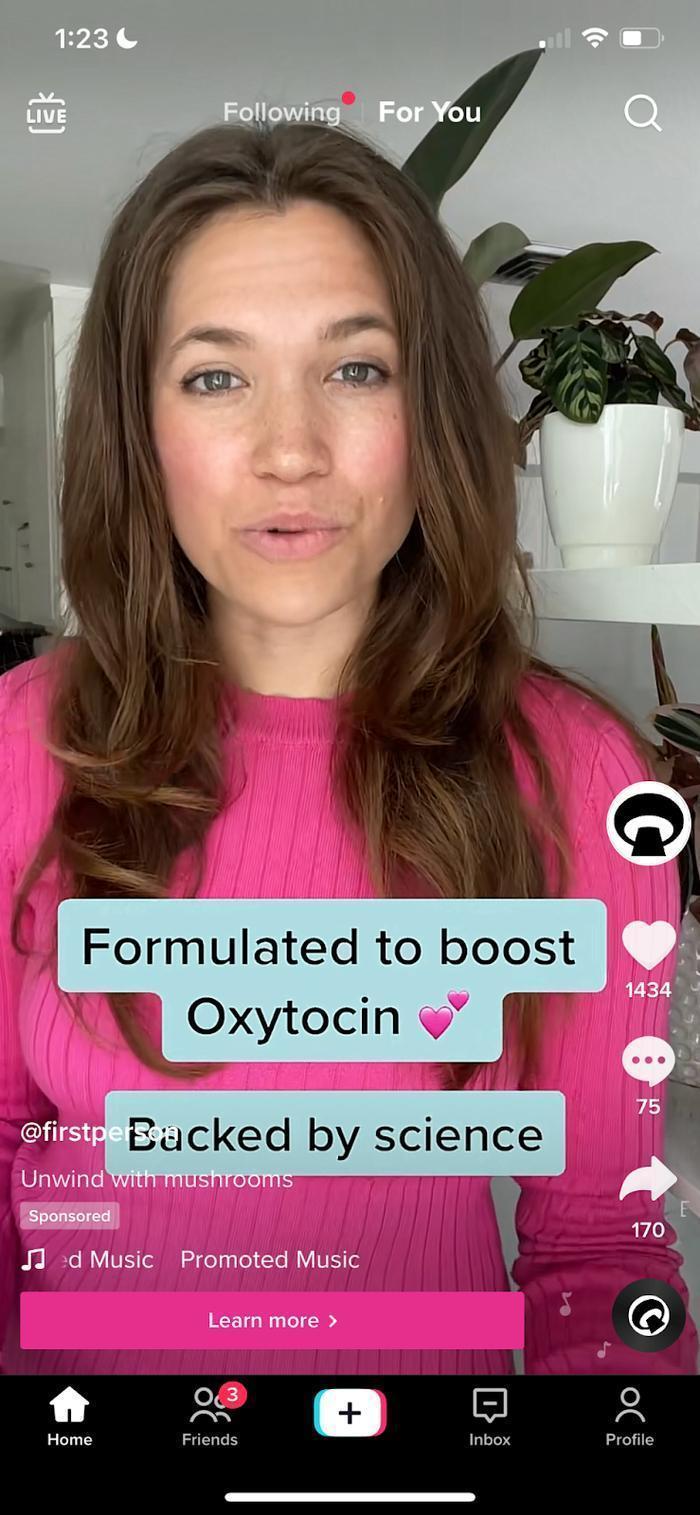 1:23
LIVE
Following
For You
Formulated to boost
Oxytocin 💕
1434
75
Backed by science
@firstperson
Unwind with mushrooms
Sponsored
170
d Music Promoted Music
Learn more >
3
Home
Friends
Inbox
Profile